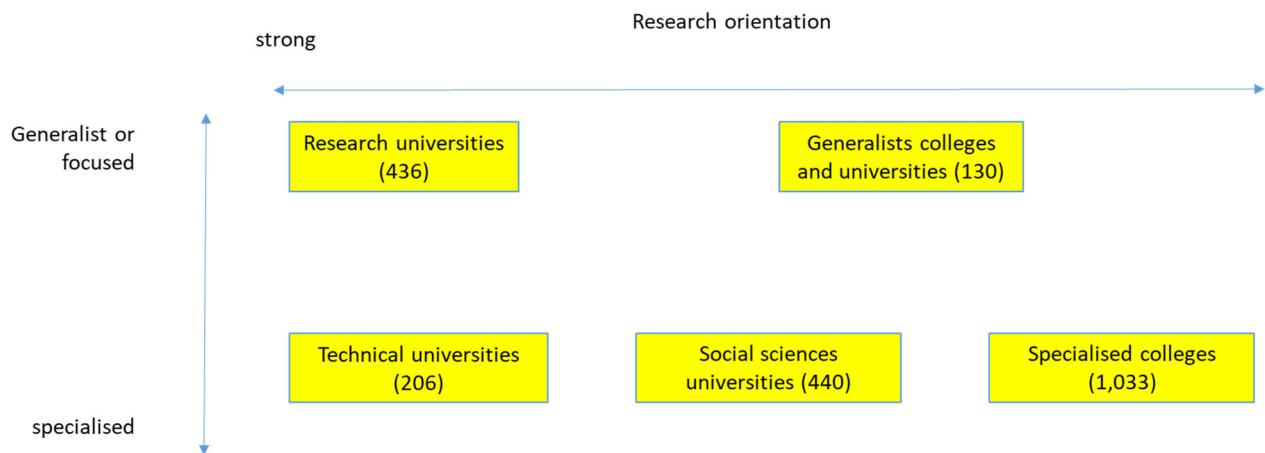 Research orientation
strong
Generalist or
focused
Research universities
(436)
Generalists colleges
and universities (130)
Technical universities
(206)
Social sciences
universities (440)
Specialised colleges
(1,033)
specialised